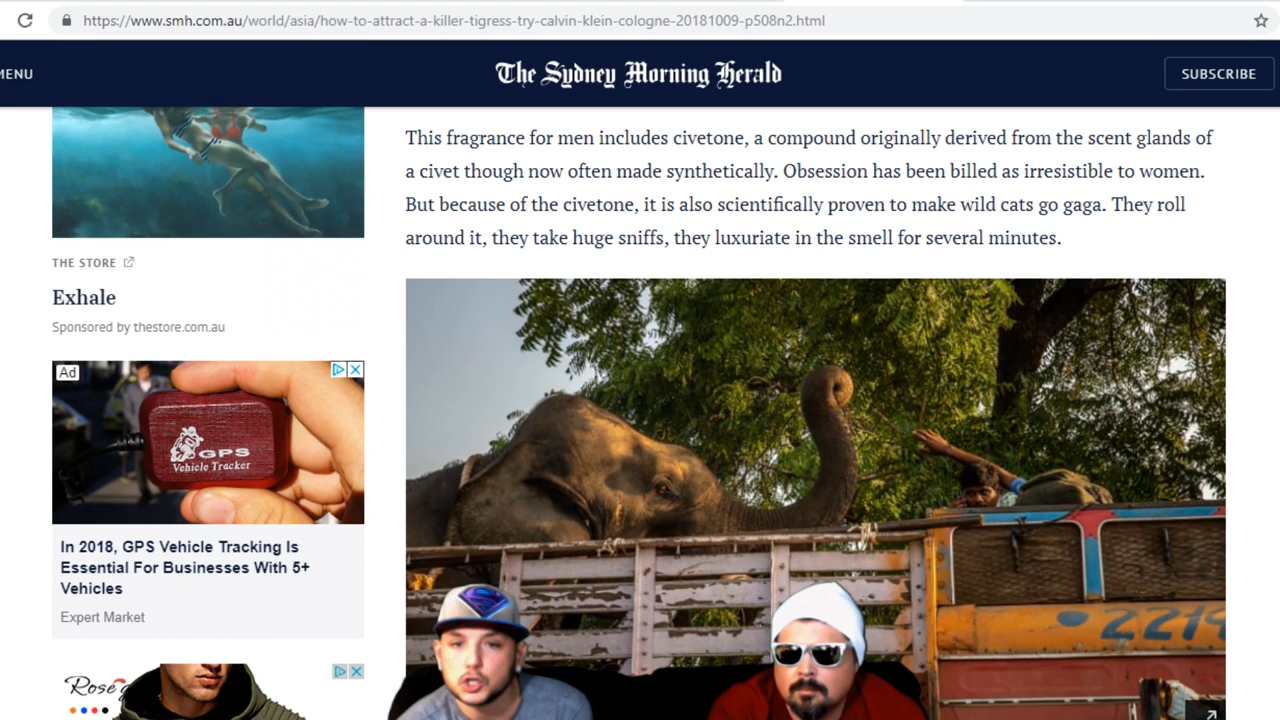 https://www.smh.com.au/world/asia/how-to-attract-a-killer-tigress-try-calvin-klein-cologne-20181009-p508n2.html
MENU
The Sydney Morning Herald
SUBSCRIBE
This fragrance for men includes civetone, a compound originally derived from the scent glands of
a civet though now often made synthetically. Obsession has been billed as irresistible to women.
But because of the civetone, it is also scientifically proven to make wild cats go gaga. They roll
around it, they take huge sniffs, they luxuriate in the smell for several minutes.
THE STORE
Exhale
Sponsored by thestore.com.au
Ad
GPS
Vehicle Tracker
In 2018, GPS Vehicle Tracking Is
Essential For Businesses With 5+
Vehicles
Expert Market
2219